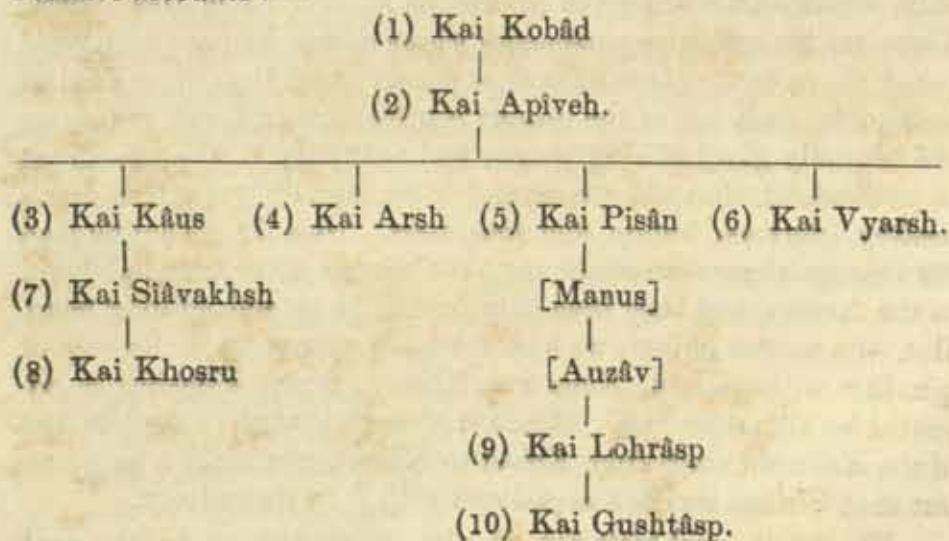 (1) Kai Kobâd
(2) Kai Apîveh.
(3) Kai Kâus (4) Kai Arsh (5) Kai Pisân (6) Kai Vyarsh.
(7) Kai Siâvakhsh [Manus]
(8) Kai Khosru [Auzâv]
(9) Kai Lohrâsp
(10) Kai Gushtâsp.